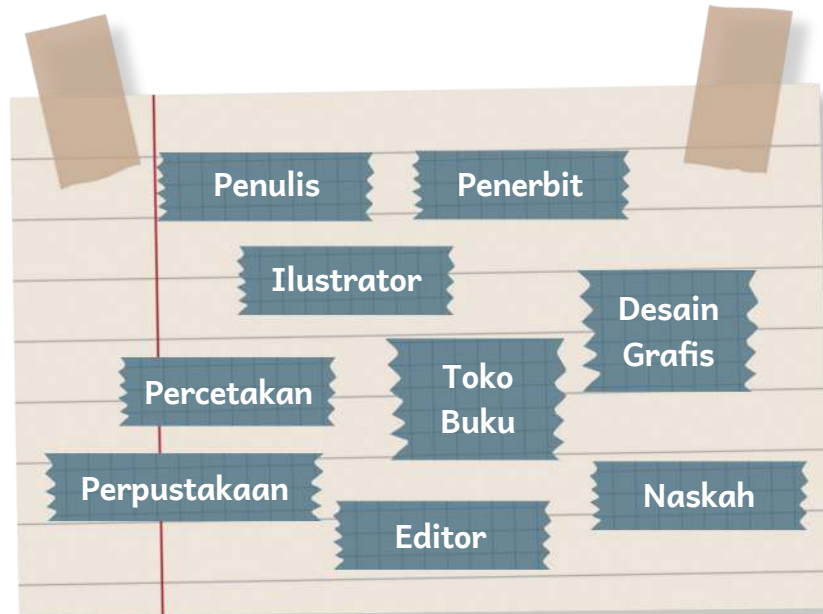 Penulis
Penerbit
Ilustrator
Desain
Grafis
Percetakan
Toko
Buku
Perpustakaan
Naskah
Editor